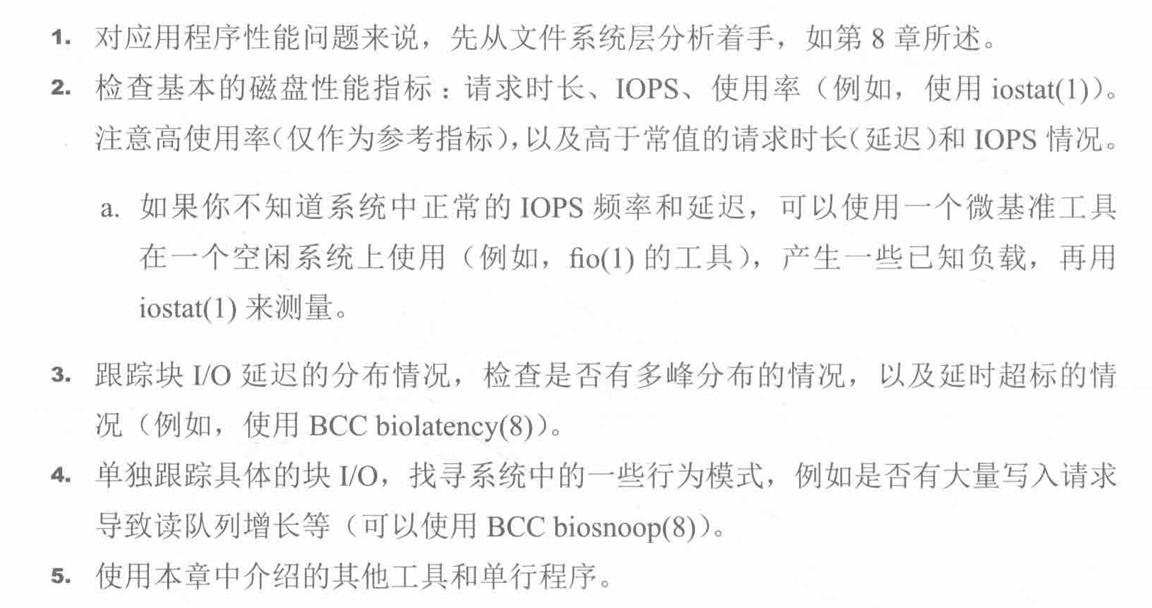 1. 对应用程序性能问题来说，先从文件系统层分析着手，如第 8 章所述。
2. 检查基本的磁盘性能指标：请求时长、IOPS、使用率（例如，使用 iostat(1)）。
注意高使用率（仅作为参考指标），以及高于常值的请求时长（延迟）和 IOPS 情况。
a. 如果你不知道系统中正常的 IOPS 频率和延迟，可以使用一个微基准工具
在一个空闲系统上使用（例如，fio(1) 的工具），产生一些已知负载，再用
iostat(1) 来测量。
3. 跟踪块 I/O 延迟的分布情况，检查是否有多峰分布的情况，以及延时超标的情
况（例如，使用 BCC biolatency(8)）。
4. 单独跟踪具体的块 I/O，找寻系统中的一些行为模式，例如是否有大量写入请求
导致读队列增长等（可以使用 BCC biosnoop(8)）。
5. 使用本章中介绍的其他工具和单行程序。